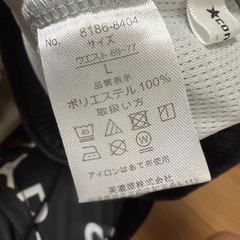 No. 8186-8404
サイズ
ウエスト 69-77
L
品質表示
ポリエステル 100%
取扱い方
40
アイロンはあて布使用